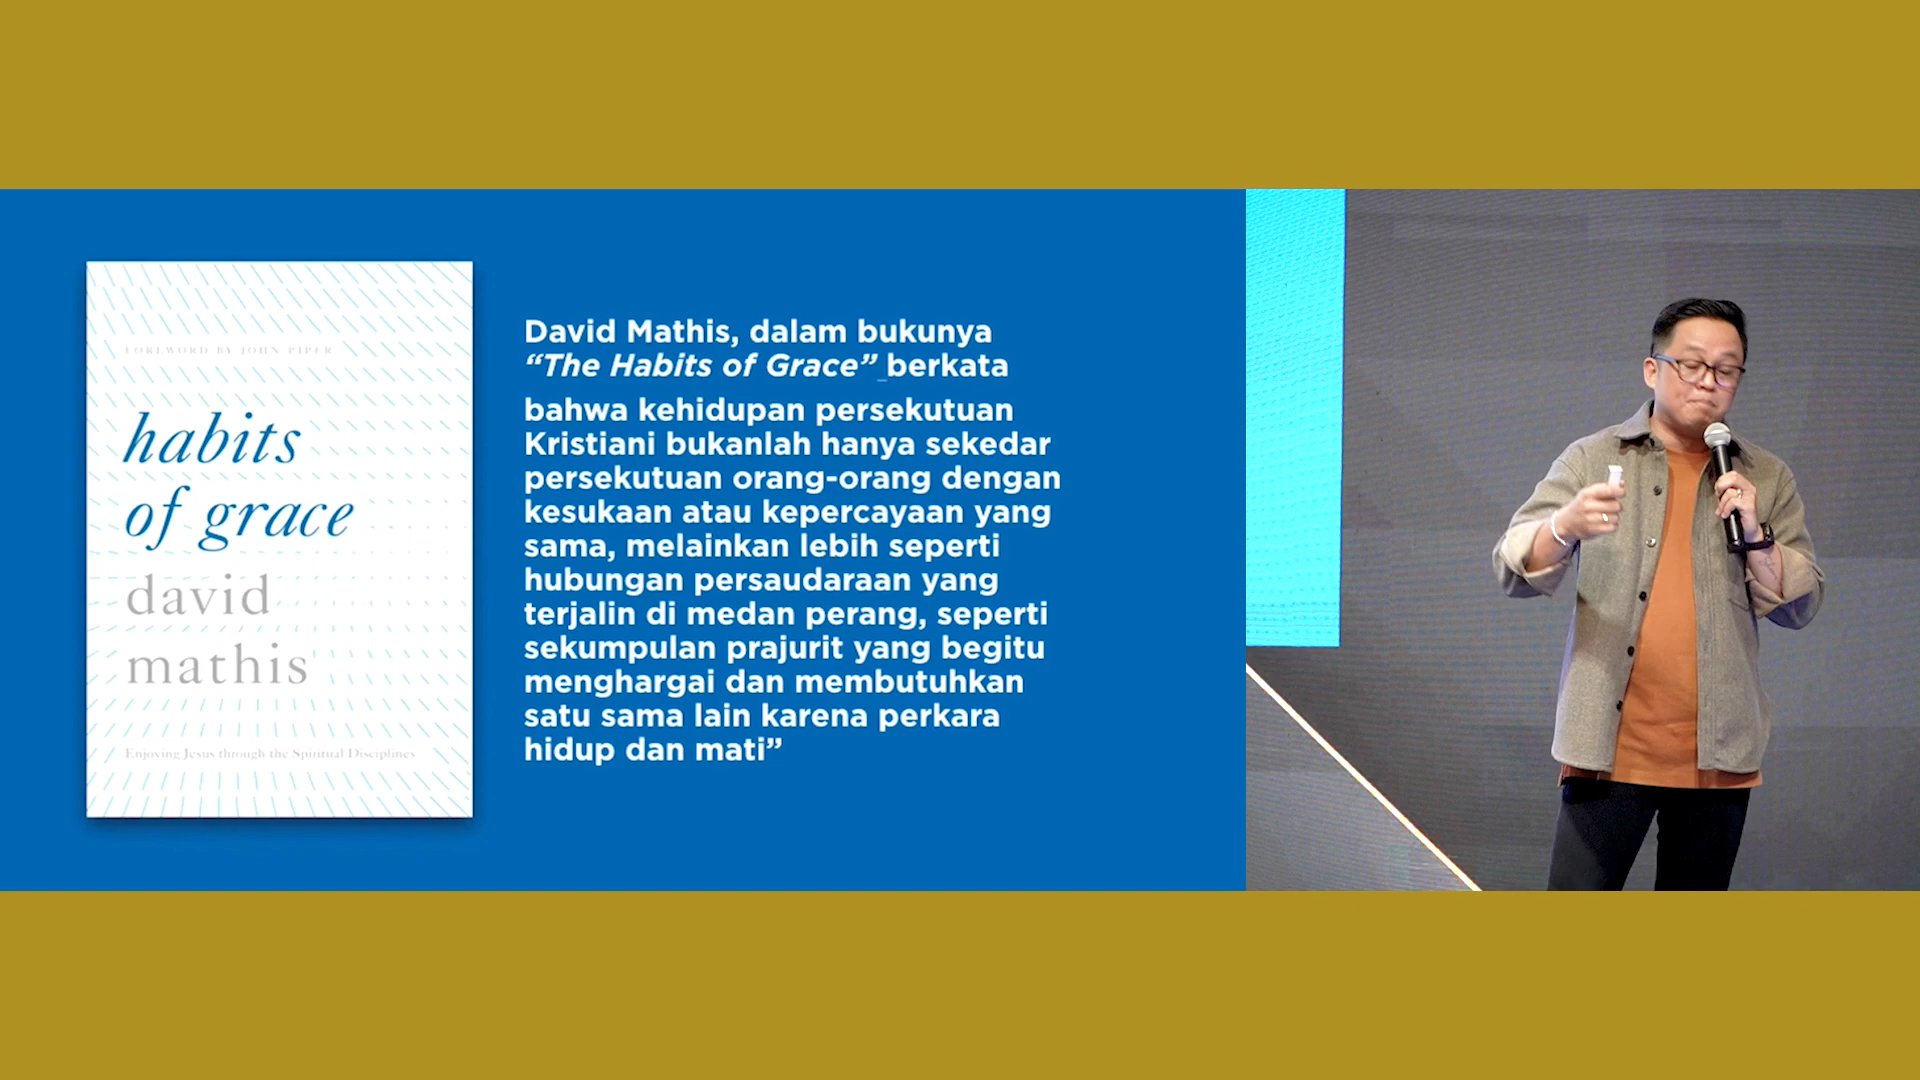 FOREWORD BY JOHN PIPER
habits
of grace
david
mathis
Enjoying Jesus through the Spiritual Disciplines
David Mathis, dalam bukunya
“The Habits of Grace” berkata
bahwa kehidupan persekutuan
Kristiani bukanlah hanya sekedar
persekutuan orang-orang dengan
kesukaan atau kepercayaan yang
sama, melainkan lebih seperti
hubungan persaudaraan yang
terjalin di medan perang, seperti
sekumpulan prajurit yang begitu
menghargai dan membutuhkan
satu sama lain karena perkara
hidup dan mati”